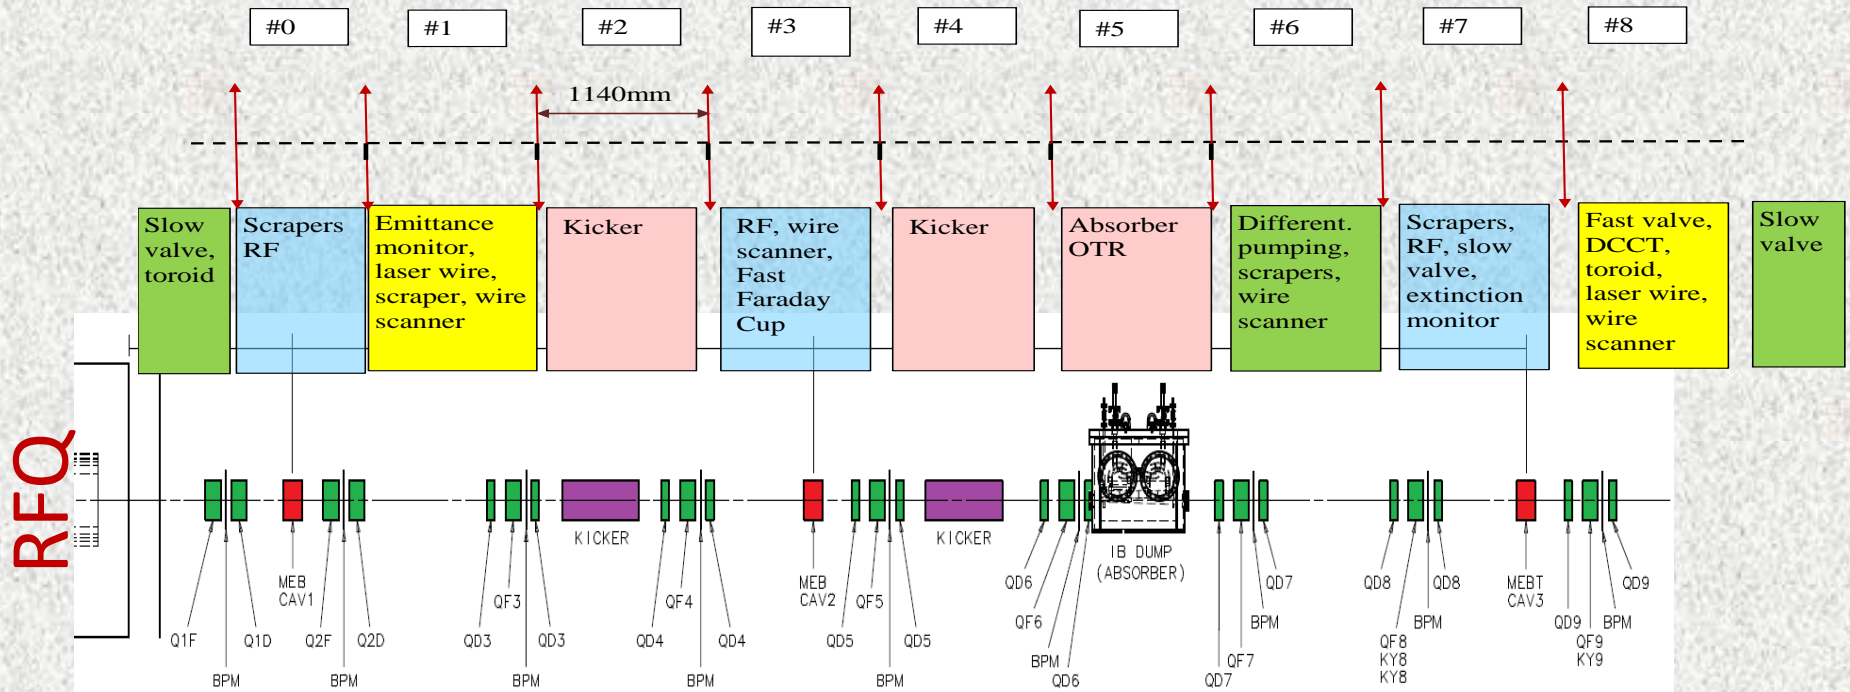 #0
#1
#2
#3
#4
#5
#6
#7
#8
1140mm
Slow
valve,
toroid
Scrapers
RF
Emittance
monitor,
laser wire,
scraper, wire
scanner
Kicker
RF, wire
scanner,
Fast
Faraday
Cup
Kicker
Absorber
OTR
Different.
pumping,
scrapers,
wire
scanner
Scrapers,
RF, slow
valve,
extinction
monitor
Fast valve,
DCCT,
toroid,
laser wire,
wire
scanner
Slow
valve
RFQ
Q1F
BPM
Q1D
MEB
CAV1
Q2F
BPM
Q2D
QD3
QF3
BPM
QD3
KICKER
QD4
QF4
BPM
QD4
MEB
CAV2
QD5
QF5
BPM
QD5
KICKER
QD6
QF6
BPM
QD6
IB DUMP
(ABSORBER)
QD7
QF7
BPM
QD7
QD8
QF8
KY8
KY8
BPM
QD8
MEBT
CAV3
QD9
QF9
KY9
BPM
QD9